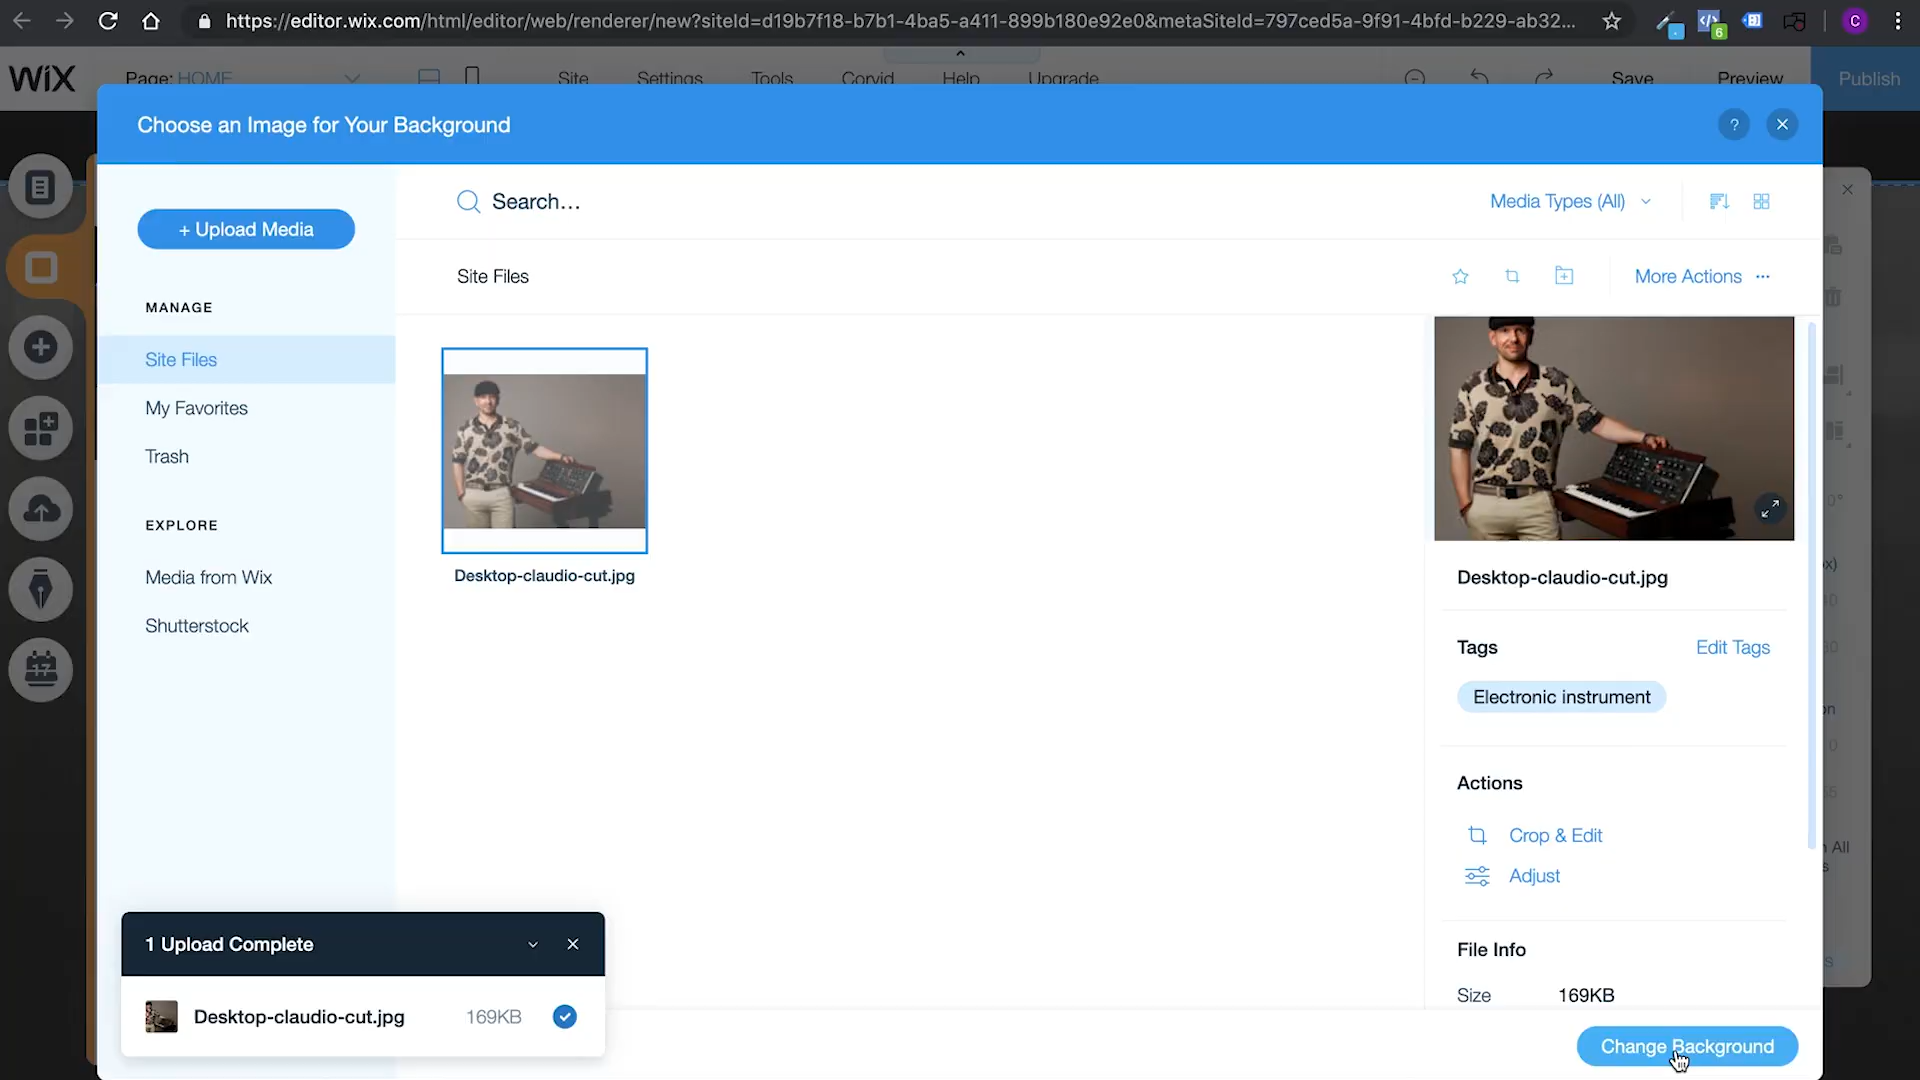 https://editor.wix.com/html/editor/web/renderer/new?siteId=d19b7f18-b7b1-4ba5-a411-899b180e92e0&metaSiteId=797ced5a-9f91-4bfd-b229-ab32...
6
C
WiX
Page: HOME
Site
Settings
Tools
Corvid
Help
Upgrade
Save
Preview
Publish
Choose an Image for Your Background
?
+ Upload Media
Search...
Media Types (All)
Site Files
More Actions
MANAGE
Site Files
My Favorites
Trash
EXPLORE
Media from Wix
Shutterstock
17
Desktop-claudio-cut.jpg
Desktop-claudio-cut.jpg
Tags
Edit Tags
Electronic instrument
Actions
Crop & Edit
Adjust
File Info
Size 169KB
1 Upload Complete
Desktop-claudio-cut.jpg 169KB
Change Background